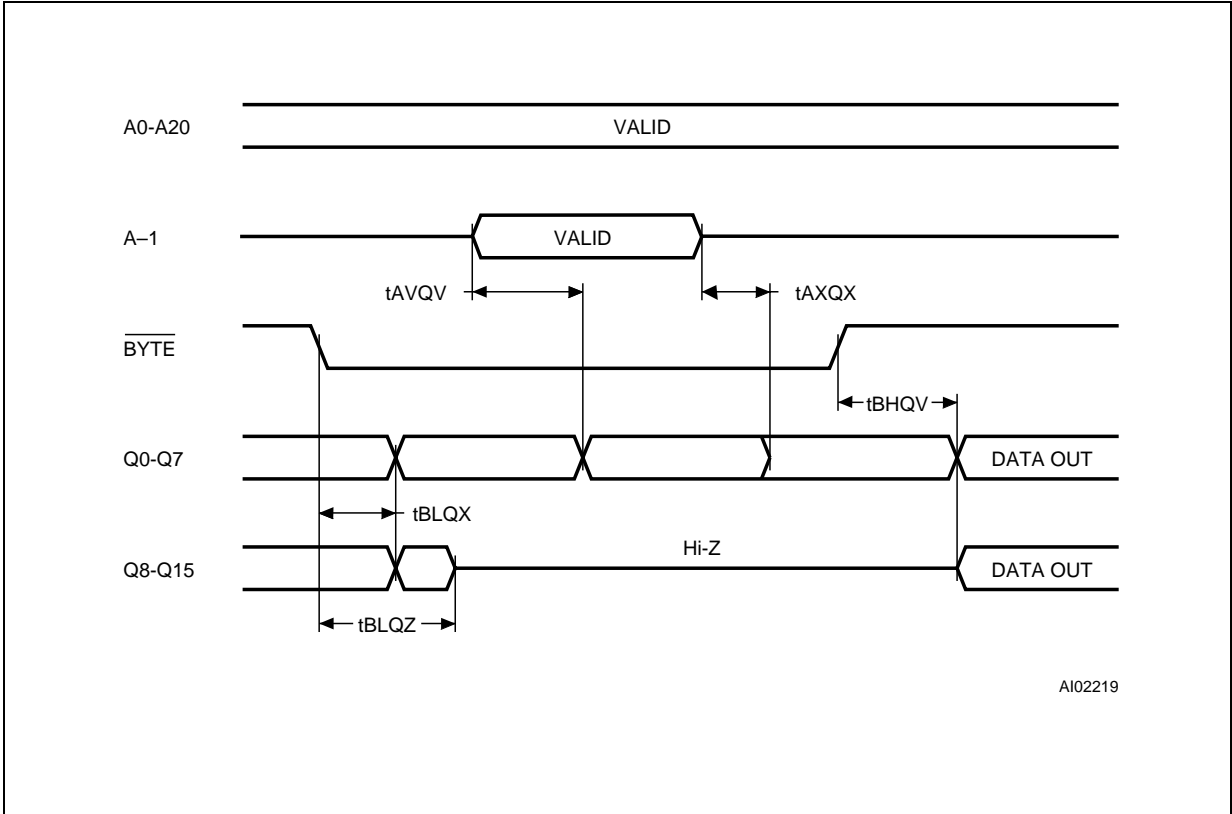 A0-A20 VALID
A–1 VALID
tAVQV tAXQX
BYTE
tBHQV
Q0-Q7 DATA OUT
tBLQX
Hi-Z
Q8-Q15 DATA OUT
tBLQZ
AI02219